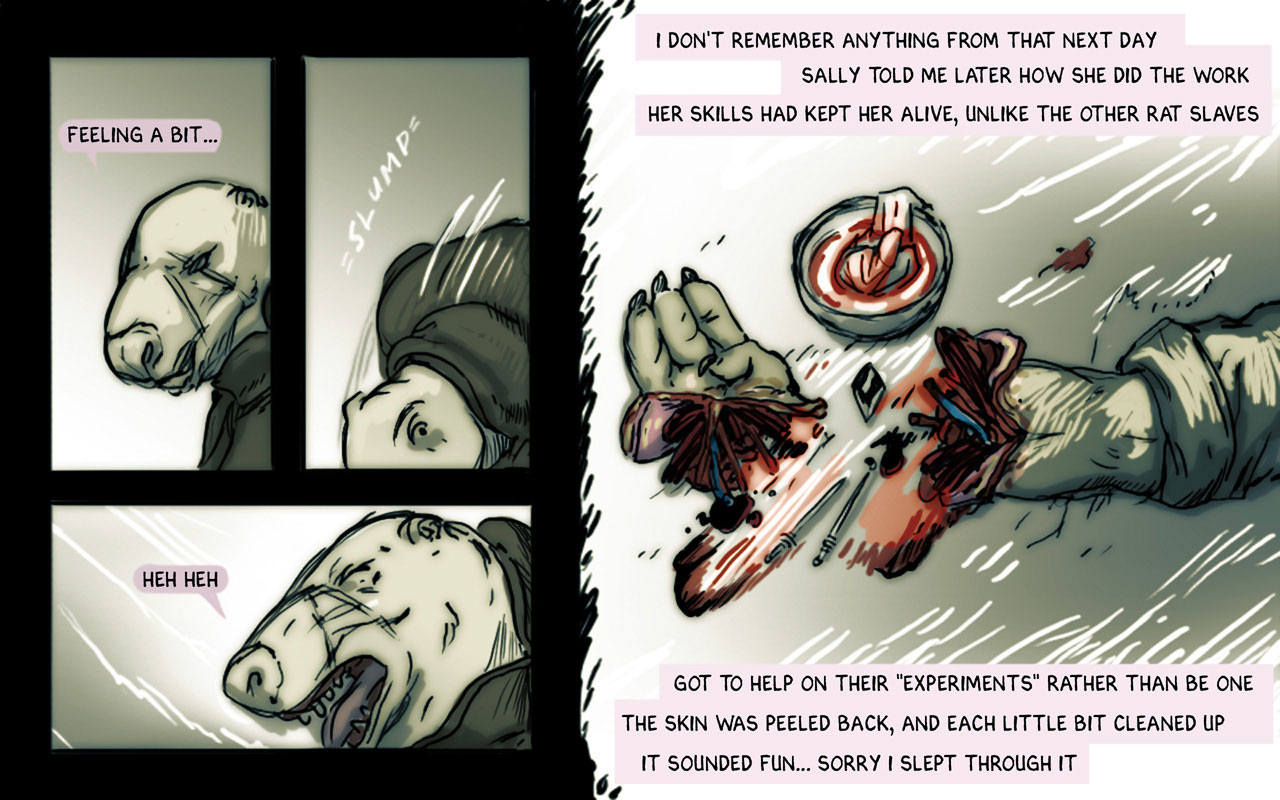 FEELING A BIT...
=SLUMP=
HEH HEH
I DON'T REMEMBER ANYTHING FROM THAT NEXT DAY
SALLY TOLD ME LATER HOW SHE DID THE WORK
HER SKILLS HAD KEPT HER ALIVE, UNLIKE THE OTHER RAT SLAVES
GOT TO HELP ON THEIR "EXPERIMENTS" RATHER THAN BE ONE
THE SKIN WAS PEELED BACK, AND EACH LITTLE BIT CLEANED UP
IT SOUNDED FUN... SORRY I SLEPT THROUGH IT